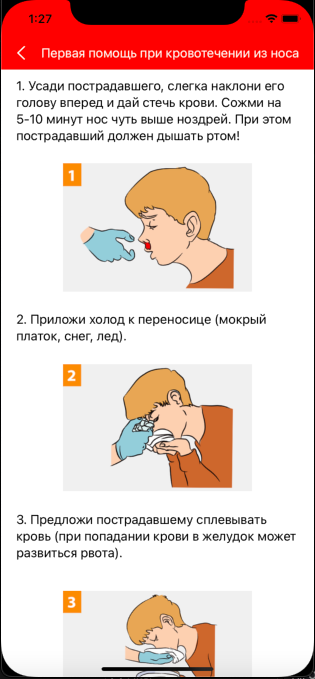 1:27
Первая помощь при кровотечении из носа
1. Усади пострадавшего, слегка наклони его
голову вперед и дай стечь крови. Сожми на
5-10 минут нос чуть выше ноздрей. При этом
пострадавший должен дышать ртом!
1
2. Приложи холод к переносице (мокрый
платок, снег, лед).
2
3. Предложи пострадавшему сплевывать
кровь (при попадании крови в желудок может
развиться рвота).
3